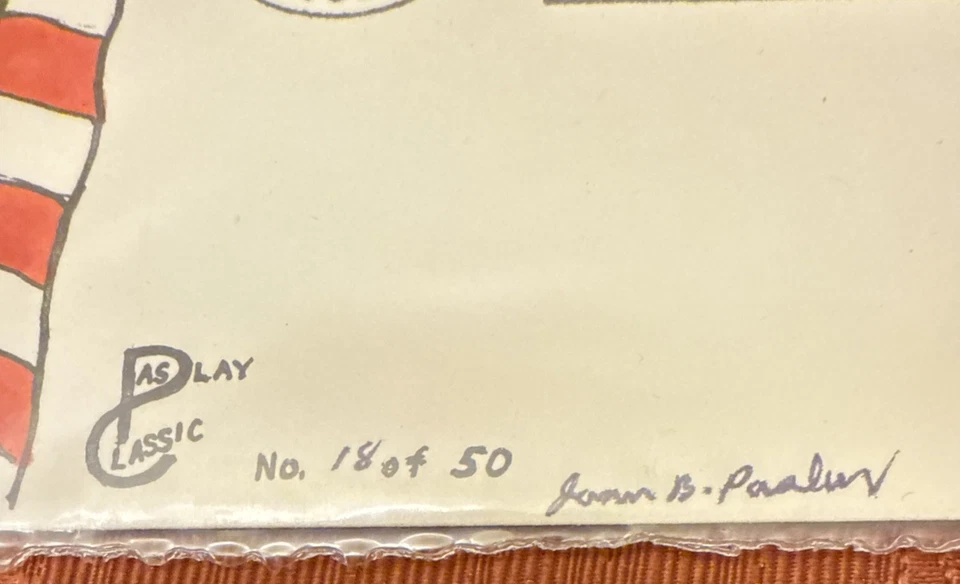 PASLAY
CLASSIC
No. 18 of 50
B.